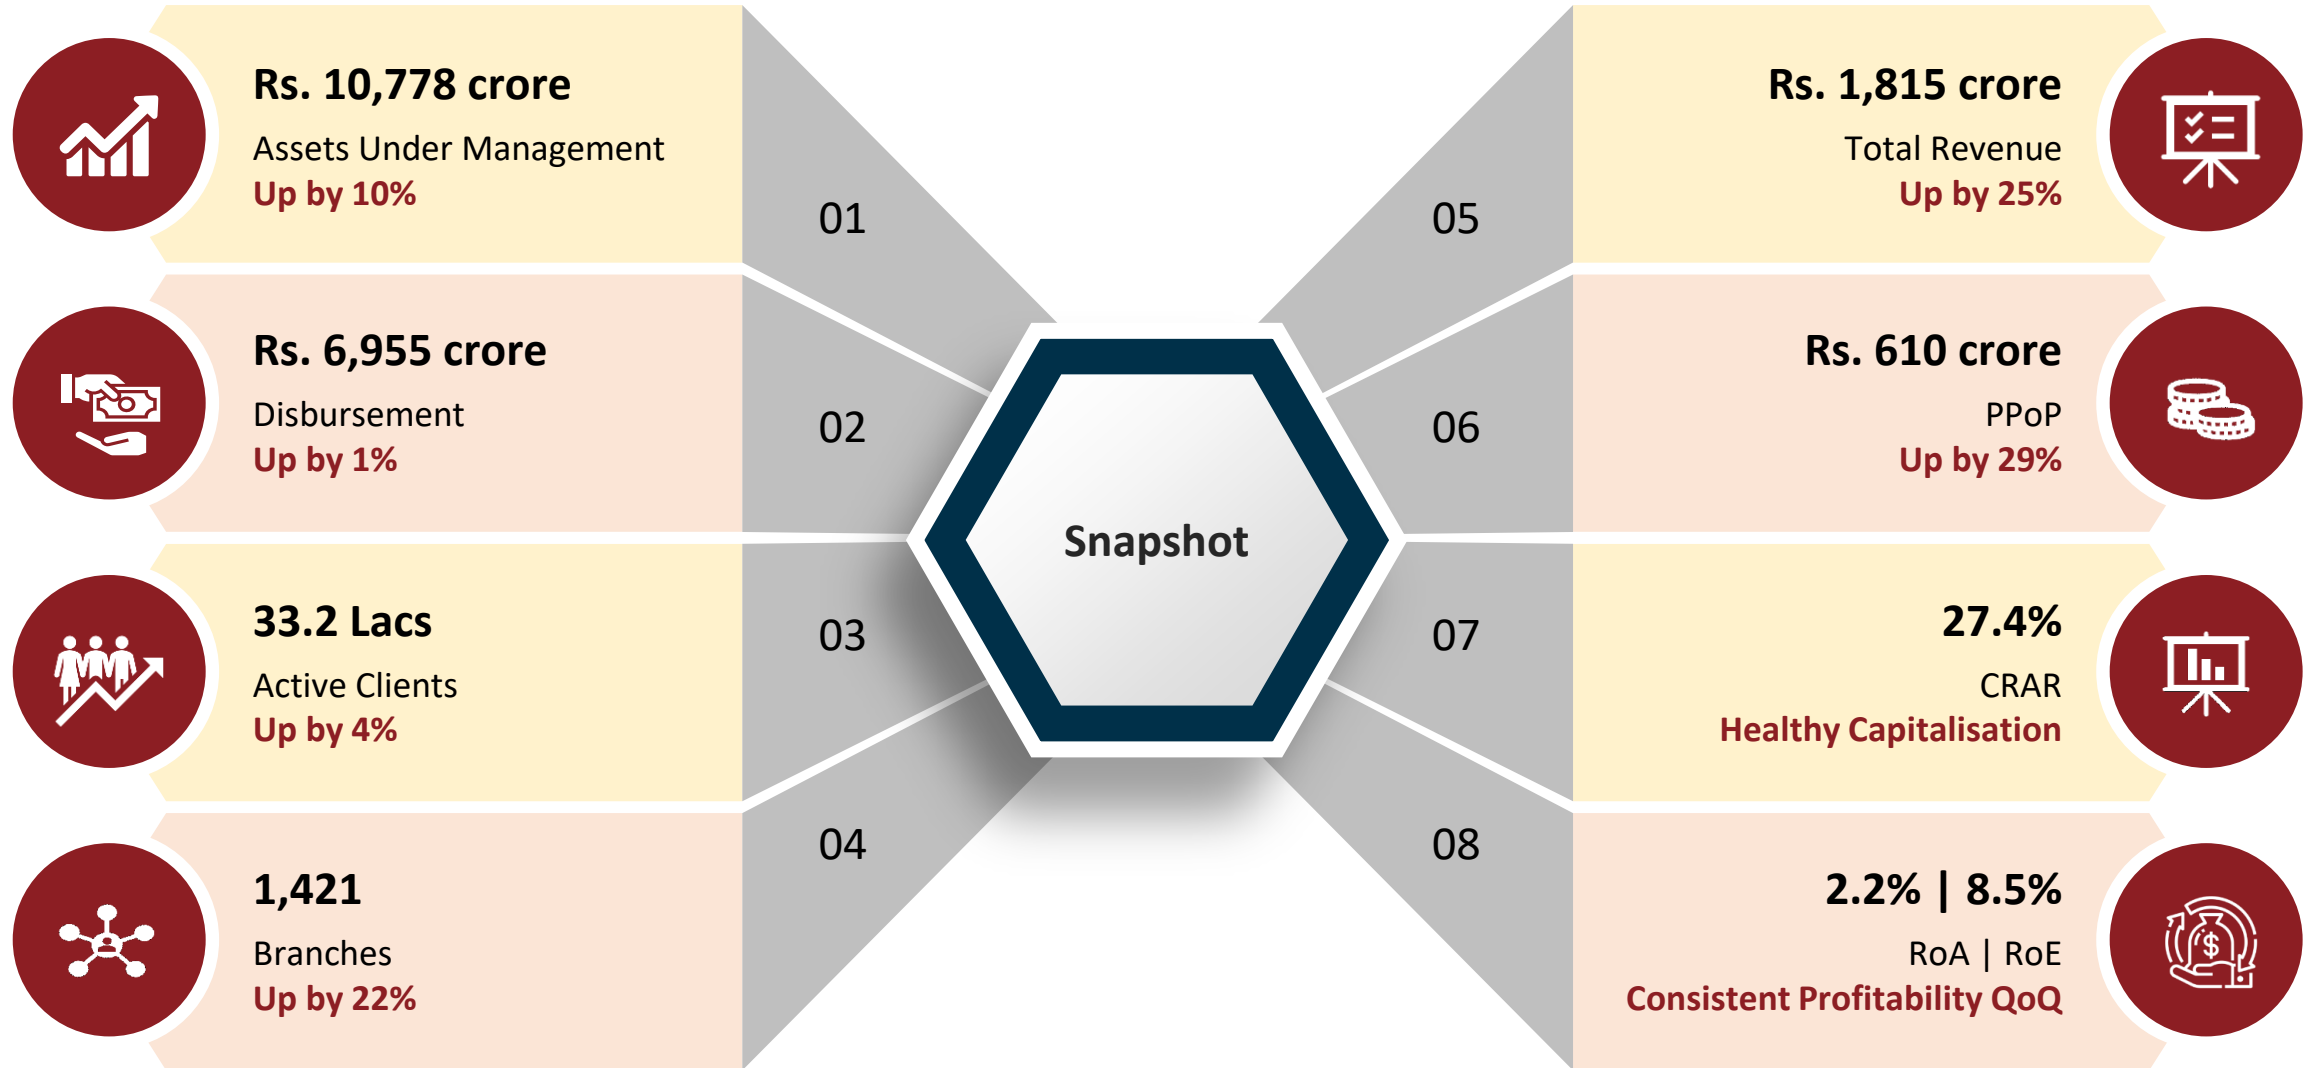 Rs. 10,778 crore
Assets Under Management
Up by 10%
01
Rs. 6,955 crore
Disbursement
Up by 1%
02
33.2 Lacs
Active Clients
Up by 4%
03
1,421
Branches
Up by 22%
04
Snapshot
Rs. 1,815 crore
Total Revenue
Up by 25%
05
Rs. 610 crore
PPoP
Up by 29%
06
27.4%
CRAR
Healthy Capitalisation
07
2.2% | 8.5%
RoA | RoE
Consistent Profitability QoQ
08
$